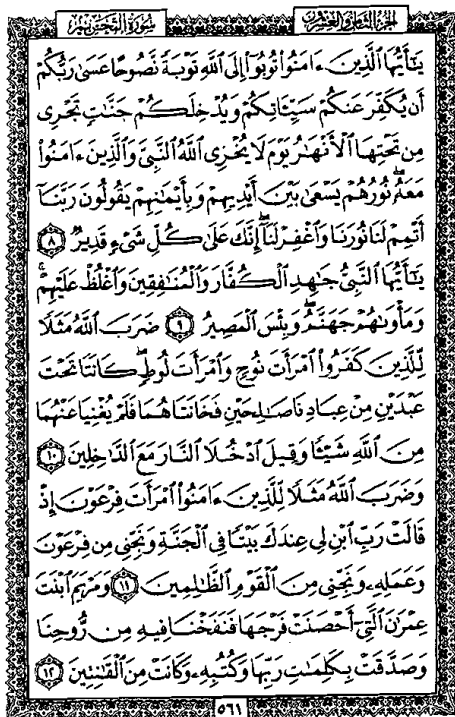 الجزء الثامن والعشرون
سورة التحريم
يَٰٓأَيُّهَا ٱلَّذِينَ ءَامَنُوا۟ تُوبُوٓا۟ إِلَى ٱللَّهِ تَوْبَةً نَّصُوحًا عَسَىٰ رَبُّكُمْ
أَن يُكَفِّرَ عَنكُمْ سَيِّـَٔاتِكُمْ وَيُدْخِلَكُمْ جَنَّٰتٍ تَجْرِى
مِن تَحْتِهَا ٱلْأَنْهَٰرُ يَوْمَ لَا يُخْزِى ٱللَّهُ ٱلنَّبِىَّ وَٱلَّذِينَ ءَامَنُوا۟
مَعَهُۥ ۖ نُورُهُمْ يَسْعَىٰ بَيْنَ أَيْدِيهِمْ وَبِأَيْمَٰنِهِمْ يَقُولُونَ رَبَّنَآ
أَتْمِمْ لَنَا نُورَنَا وَٱغْفِرْ لَنَآ ۖ إِنَّكَ عَلَىٰ كُلِّ شَىْءٍ قَدِيرٌ ٨
يَٰٓأَيُّهَا ٱلنَّبِىُّ جَٰهِدِ ٱلْكُفَّارَ وَٱلْمُنَٰفِقِينَ وَٱغْلُظْ عَلَيْهِمْ ۚ
وَمَأْوَىٰهُمْ جَهَنَّمُ ۖ وَبِئْسَ ٱلْمَصِيرُ ٩ ضَرَبَ ٱللَّهُ مَثَلًا
لِّلَّذِينَ كَفَرُوا۟ ٱمْرَأَتَ نُوحٍ وَٱمْرَأَتَ لُوطٍ ۖ كَانَتَا تَحْتَ
عَبْدَيْنِ مِنْ عِبَادِنَا صَٰلِحَيْنِ فَخَانَتَاهُمَا فَلَمْ يُغْنِيَا عَنْهُمَا
مِنَ ٱللَّهِ شَيْـًٔا وَقِيلَ ٱدْخُلَا ٱلنَّارَ مَعَ ٱلدَّٰخِلِينَ ١٠
وَضَرَبَ ٱللَّهُ مَثَلًا لِّلَّذِينَ ءَامَنُوا۟ ٱمْرَأَتَ فِرْعَوْنَ إِذْ
قَالَتْ رَبِّ ٱبْنِ لِى عِندَكَ بَيْتًا فِى ٱلْجَنَّةِ وَنَجِّنِى مِن فِرْعَوْنَ
وَعَمَلِهِۦ وَنَجِّنِى مِنَ ٱلْقَوْمِ ٱلظَّٰلِمِينَ ١١ وَمَرْيَمَ ٱبْنَتَ
عِمْرَٰنَ ٱلَّتِىٓ أَحْصَنَتْ فَرْجَهَا فَنَفَخْنَا فِيهِ مِن رُّوحِنَا
وَصَدَّقَتْ بِكَلِمَٰتِ رَبِّهَا وَكُتُبِهِۦ وَكَانَتْ مِنَ ٱلْقَٰنِتِينَ ١٢
٥٦١